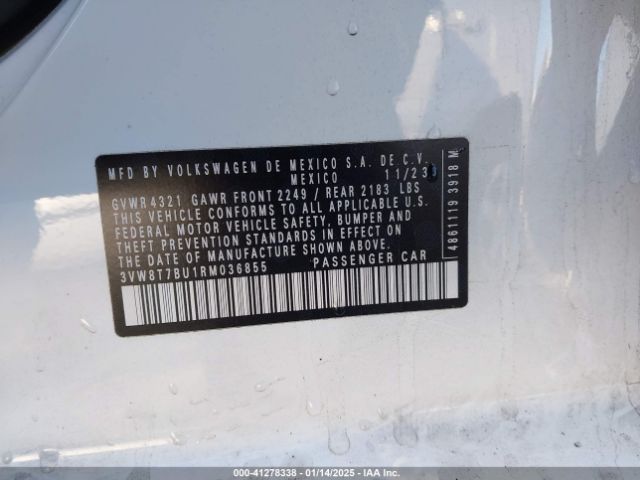 MFD BY VOLKSWAGEN DE MEXICO S.A. DE C.V.
MEXICO 11/23
GVWR 4321 GAWR FRONT 2249 / REAR 2183 LBS
THIS VEHICLE CONFORMS TO ALL APPLICABLE U.S.
FEDERAL MOTOR VEHICLE SAFETY, BUMPER AND
THEFT PREVENTION STANDARDS IN EFFECT ON
THE DATE OF MANUFACTURE SHOWN ABOVE.
3VW8T7BU1RM036855 PASSENGER CAR
4861119 3918 M
000-41278338 - 01/14/2025 - IAA Inc.